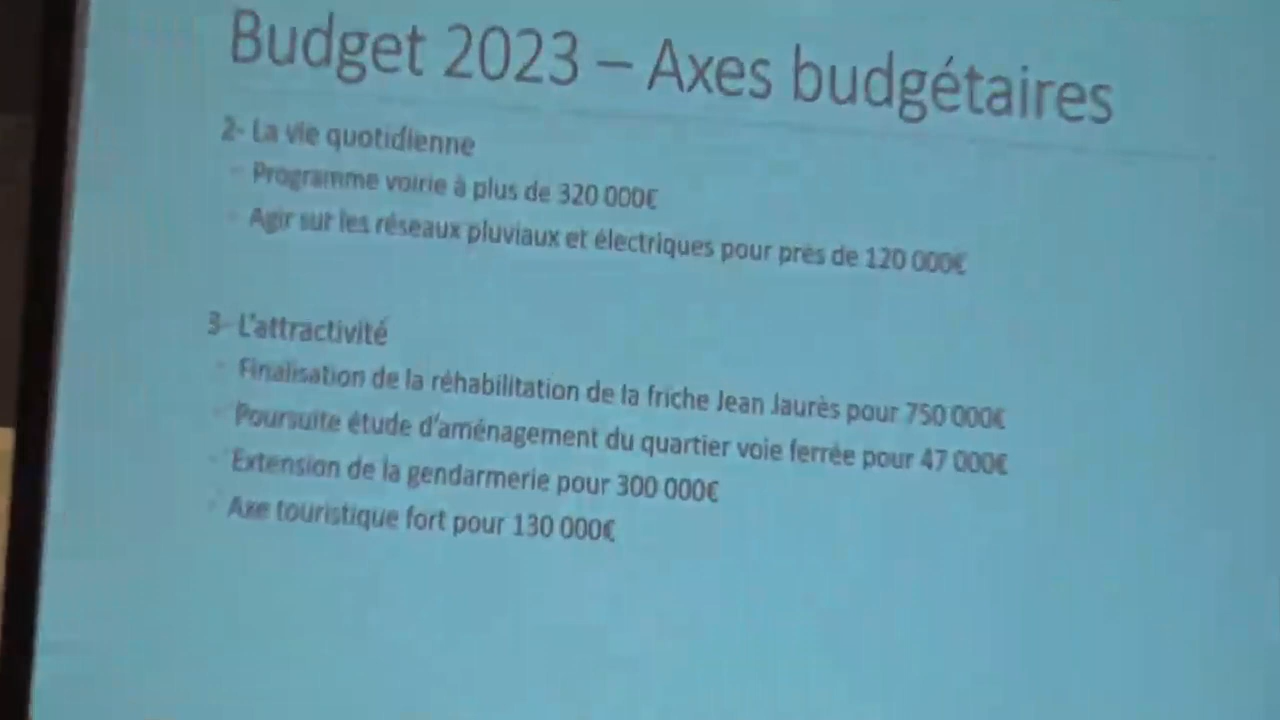 Budget 2023 – Axes budgétaires
2- La vie quotidienne
- Programme voirie à plus de 320 000€
- Agir sur les réseaux pluviaux et électriques pour près de 120 000€
3- L'attractivité
- Finalisation de la réhabilitation de la friche Jean Jaurès pour 750 000€
- Poursuite étude d'aménagement du quartier voie ferrée pour 47 000€
- Extension de la gendarmerie pour 300 000€
- Axe touristique fort pour 130 000€